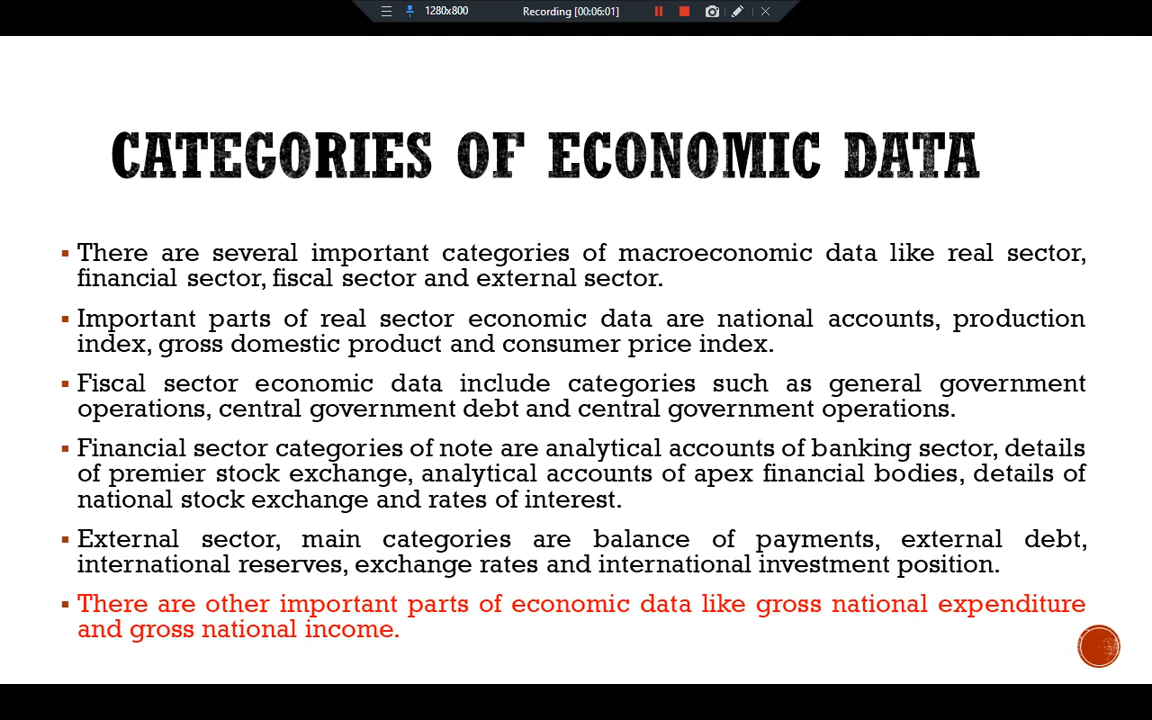 1280x800 Recording [00:06:01]
CATEGORIES OF ECONOMIC DATA
▪ There are several important categories of macroeconomic data like real sector,
financial sector, fiscal sector and external sector.
▪ Important parts of real sector economic data are national accounts, production
index, gross domestic product and consumer price index.
▪ Fiscal sector economic data include categories such as general government
operations, central government debt and central government operations.
▪ Financial sector categories of note are analytical accounts of banking sector, details
of premier stock exchange, analytical accounts of apex financial bodies, details of
national stock exchange and rates of interest.
▪ External sector, main categories are balance of payments, external debt,
international reserves, exchange rates and international investment position.
▪ There are other important parts of economic data like gross national expenditure
and gross national income.